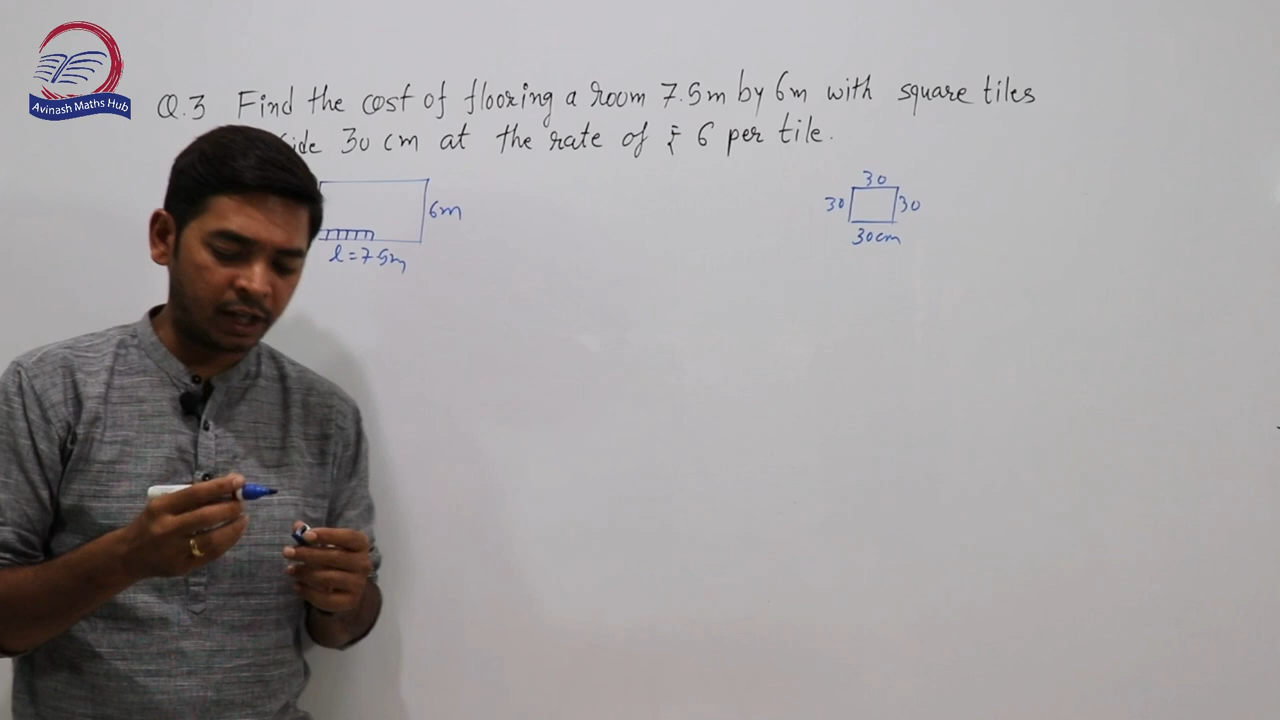 Avinash Maths Hub
Q.3 Find the cost of flooring a room 7.5m by 6m with square tiles
ide 30 cm at the rate of ₹ 6 per tile.
6m
l = 7.5m
30
30
30
30cm